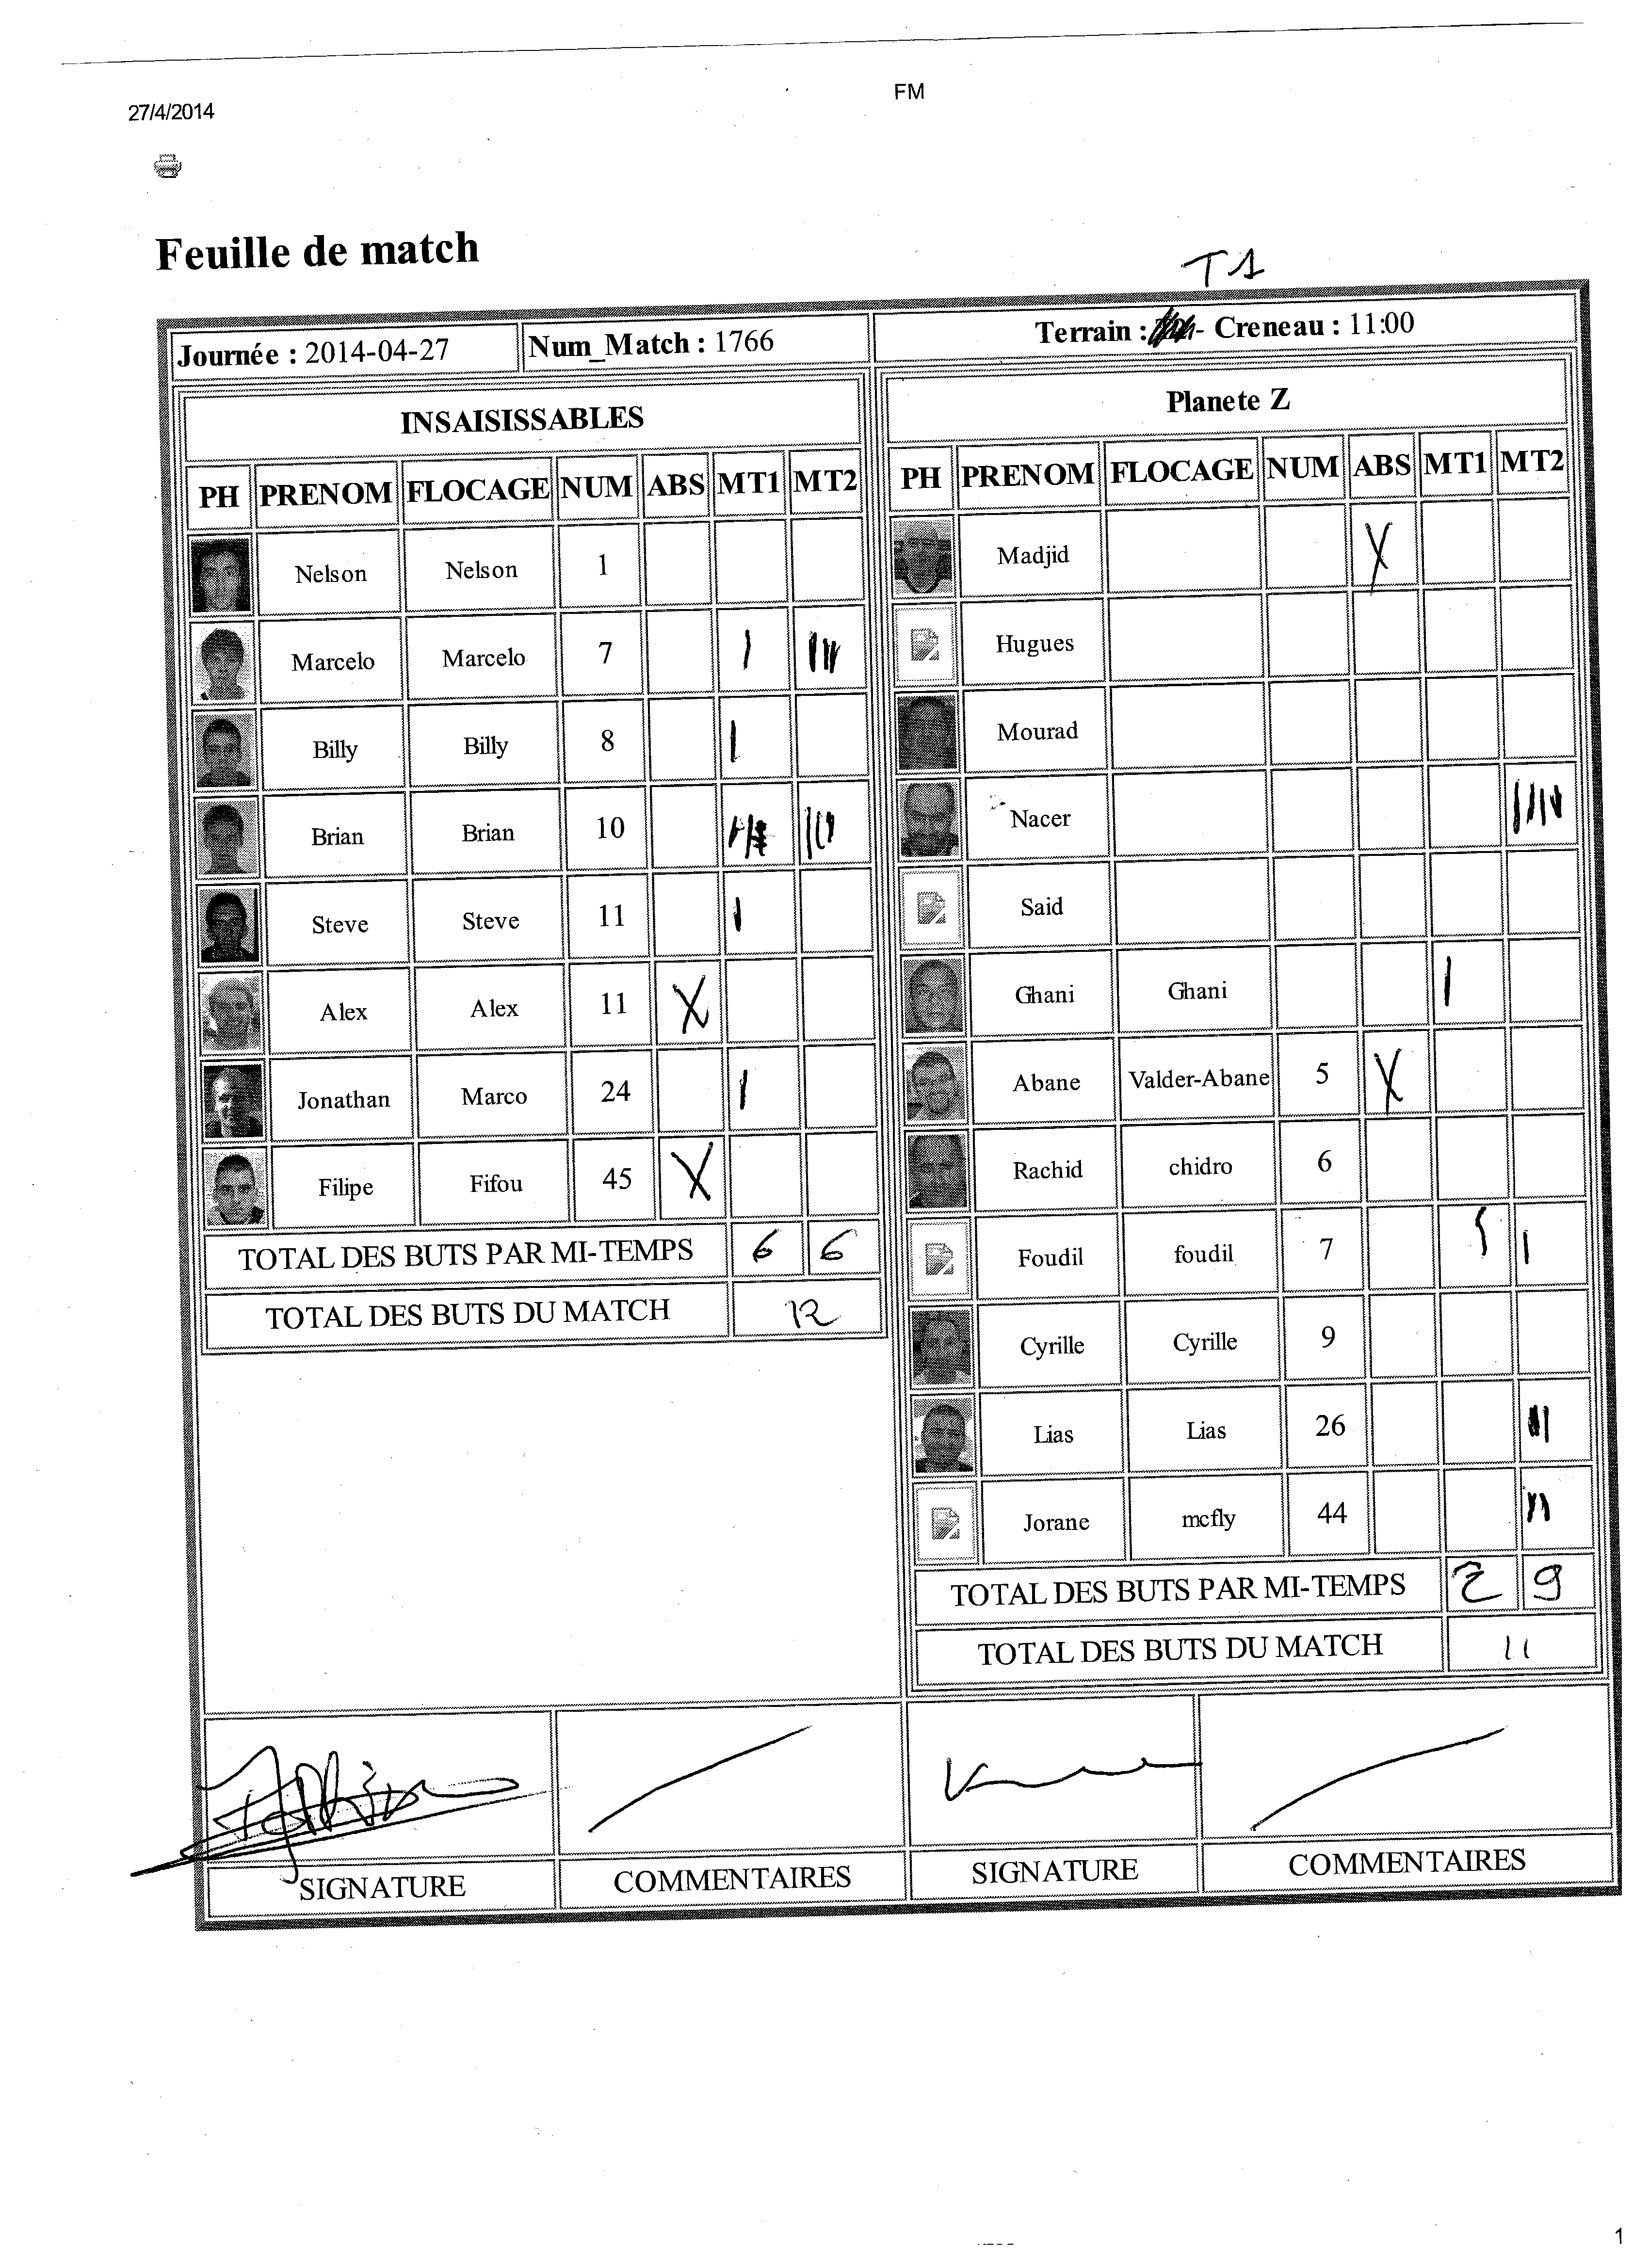 27/4/2014
FM
Feuille de match
T1
Journée : 2014-04-27 Num_Match : 1766 Terrain : - Creneau : 11:00
INSAISISSABLES
PH PRENOM FLOCAGE NUM ABS MT1 MT2
Nelson Nelson 1
Marcelo Marcelo 7 I III
Billy Billy 8 I
Brian Brian 10 III
Steve Steve 11 I
Alex Alex 11 X
Jonathan Marco 24 I
Filipe Fifou 45 X
TOTAL DES BUTS PAR MI-TEMPS 6 6
TOTAL DES BUTS DU MATCH 12
Planete Z
PH PRENOM FLOCAGE NUM ABS MT1 MT2
Madjid X
Hugues
Mourad
Nacer IIII
Said
Ghani Ghani I
Abane Valder-Abane 5 X
Rachid chidro 6
Foudil foudil 7 I I
Cyrille Cyrille 9
Lias Lias 26 II
Jorane mcfly 44 II
TOTAL DES BUTS PAR MI-TEMPS 2 9
TOTAL DES BUTS DU MATCH 11
SIGNATURE COMMENTAIRES SIGNATURE COMMENTAIRES
1